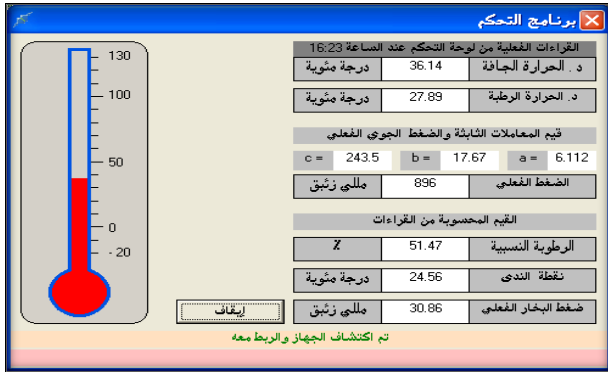 برنامج التحكم
القراءات الفعلية من لوحة التحكم عند الساعة 16:23
د . الحرارة الجافة 36.14 درجة مئوية
د. الحرارة الرطبة 27.89 درجة مئوية
قيم المعاملات الثابثة والضغط الجوي الفعلي
a = 6.112 b = 17.67 c = 243.5
الضغط الفعلي 896 مللي زئبق
القيم المحسوبة من القراءات
الرطوبة النسبية 51.47 ٪
نقطة الندى 24.56 درجة مئوية
ضغط البخار الفعلي 30.86 مللي زئبق
إيقاف
تم اكتشاف الجهاز والربط معه
130
100
50
0
- 20